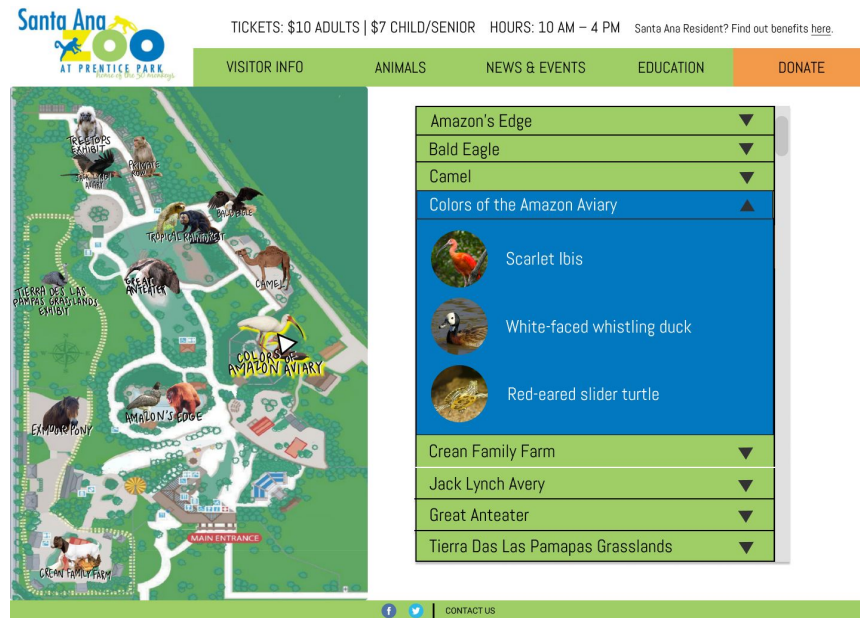 Santa Ana
ZOO
AT PRENTICE PARK
Home of the 50 monkeys
TICKETS: $10 ADULTS | $7 CHILD/SENIOR HOURS: 10 AM – 4 PM Santa Ana Resident? Find out benefits here.
VISITOR INFO ANIMALS NEWS & EVENTS EDUCATION DONATE
TREETOPS
EXHIBIT
PRIMATE
ROW
AVIARY
BALD EAGLE
TROPICAL RAINFOREST
CAMEL
GREAT
ANTEATER
TIERRA DES LAS
PAMPAS GRASSLANDS
EXHIBIT
COLORS OF
AMAZON AVIARY
AMAZON'S EDGE
EXMOOR PONY
MAIN ENTRANCE
CREAN FAMILY FARM
Amazon's Edge
Bald Eagle
Camel
Colors of the Amazon Aviary
Scarlet Ibis
White-faced whistling duck
Red-eared slider turtle
Crean Family Farm
Jack Lynch Avery
Great Anteater
Tierra Das Las Pamapas Grasslands
f CONTACT US